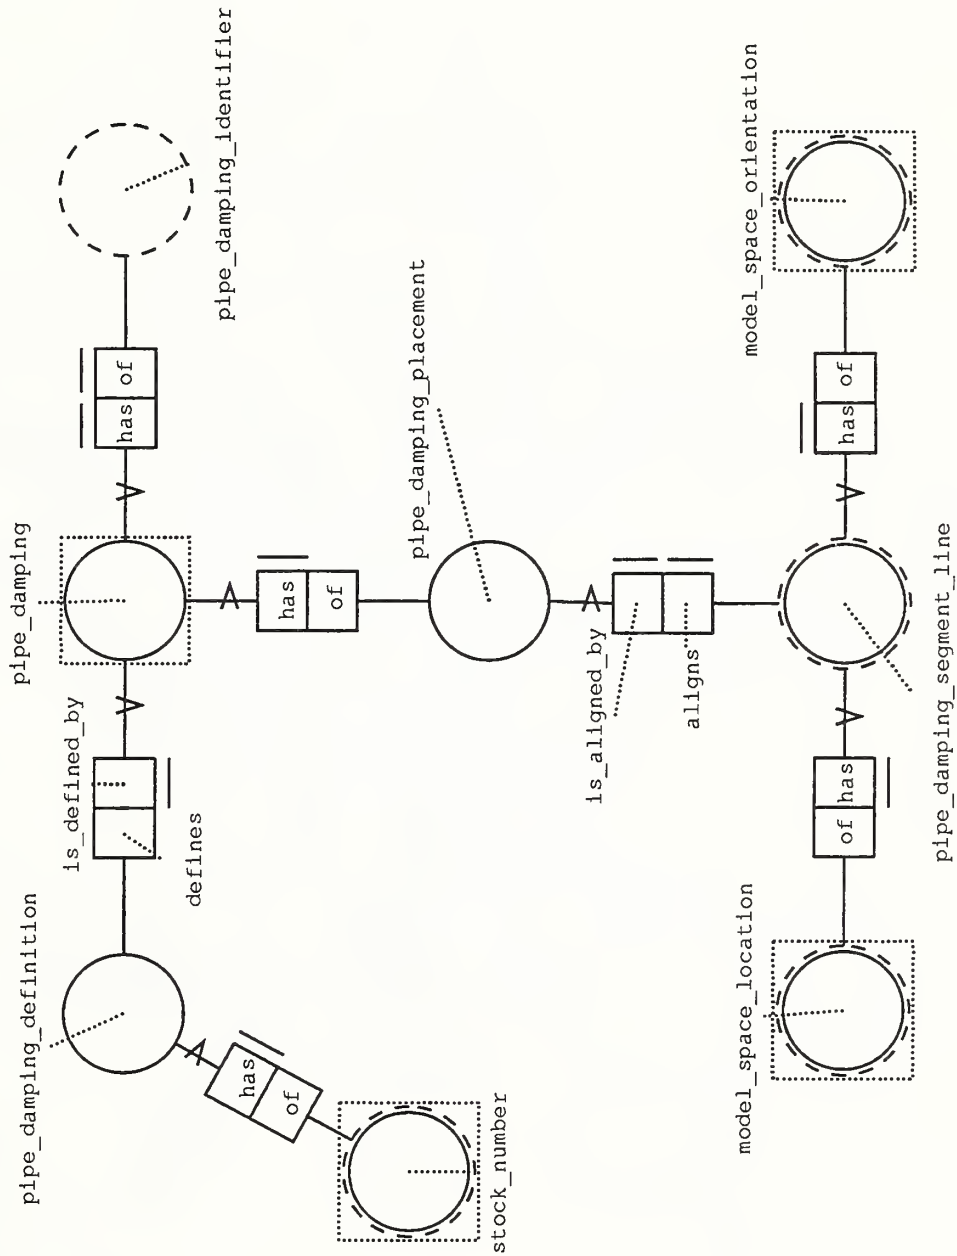 pipe_damping_identifier
of
has
pipe_damping
is_defined_by
defines
pipe_damping_definition
has
of
stock_number
has
of
pipe_damping_placement
is_aligned_by
aligns
model_space_orientation
of
has
pipe_damping_segment_line
has
of
model_space_location